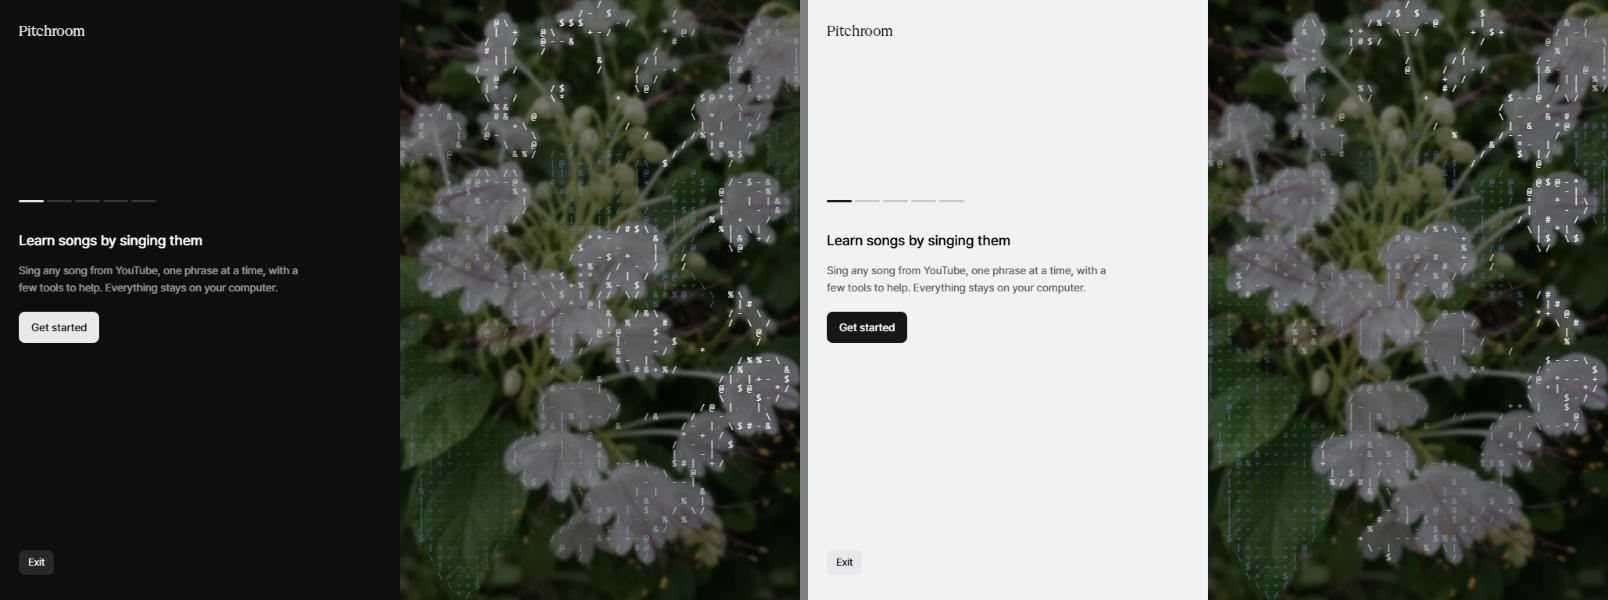 Pitchroom
Learn songs by singing them
Sing any song from YouTube, one phrase at a time, with a
few tools to help. Everything stays on your computer.
Get started
Exit
Pitchroom
Learn songs by singing them
Sing any song from YouTube, one phrase at a time, with a
few tools to help. Everything stays on your computer.
Get started
Exit